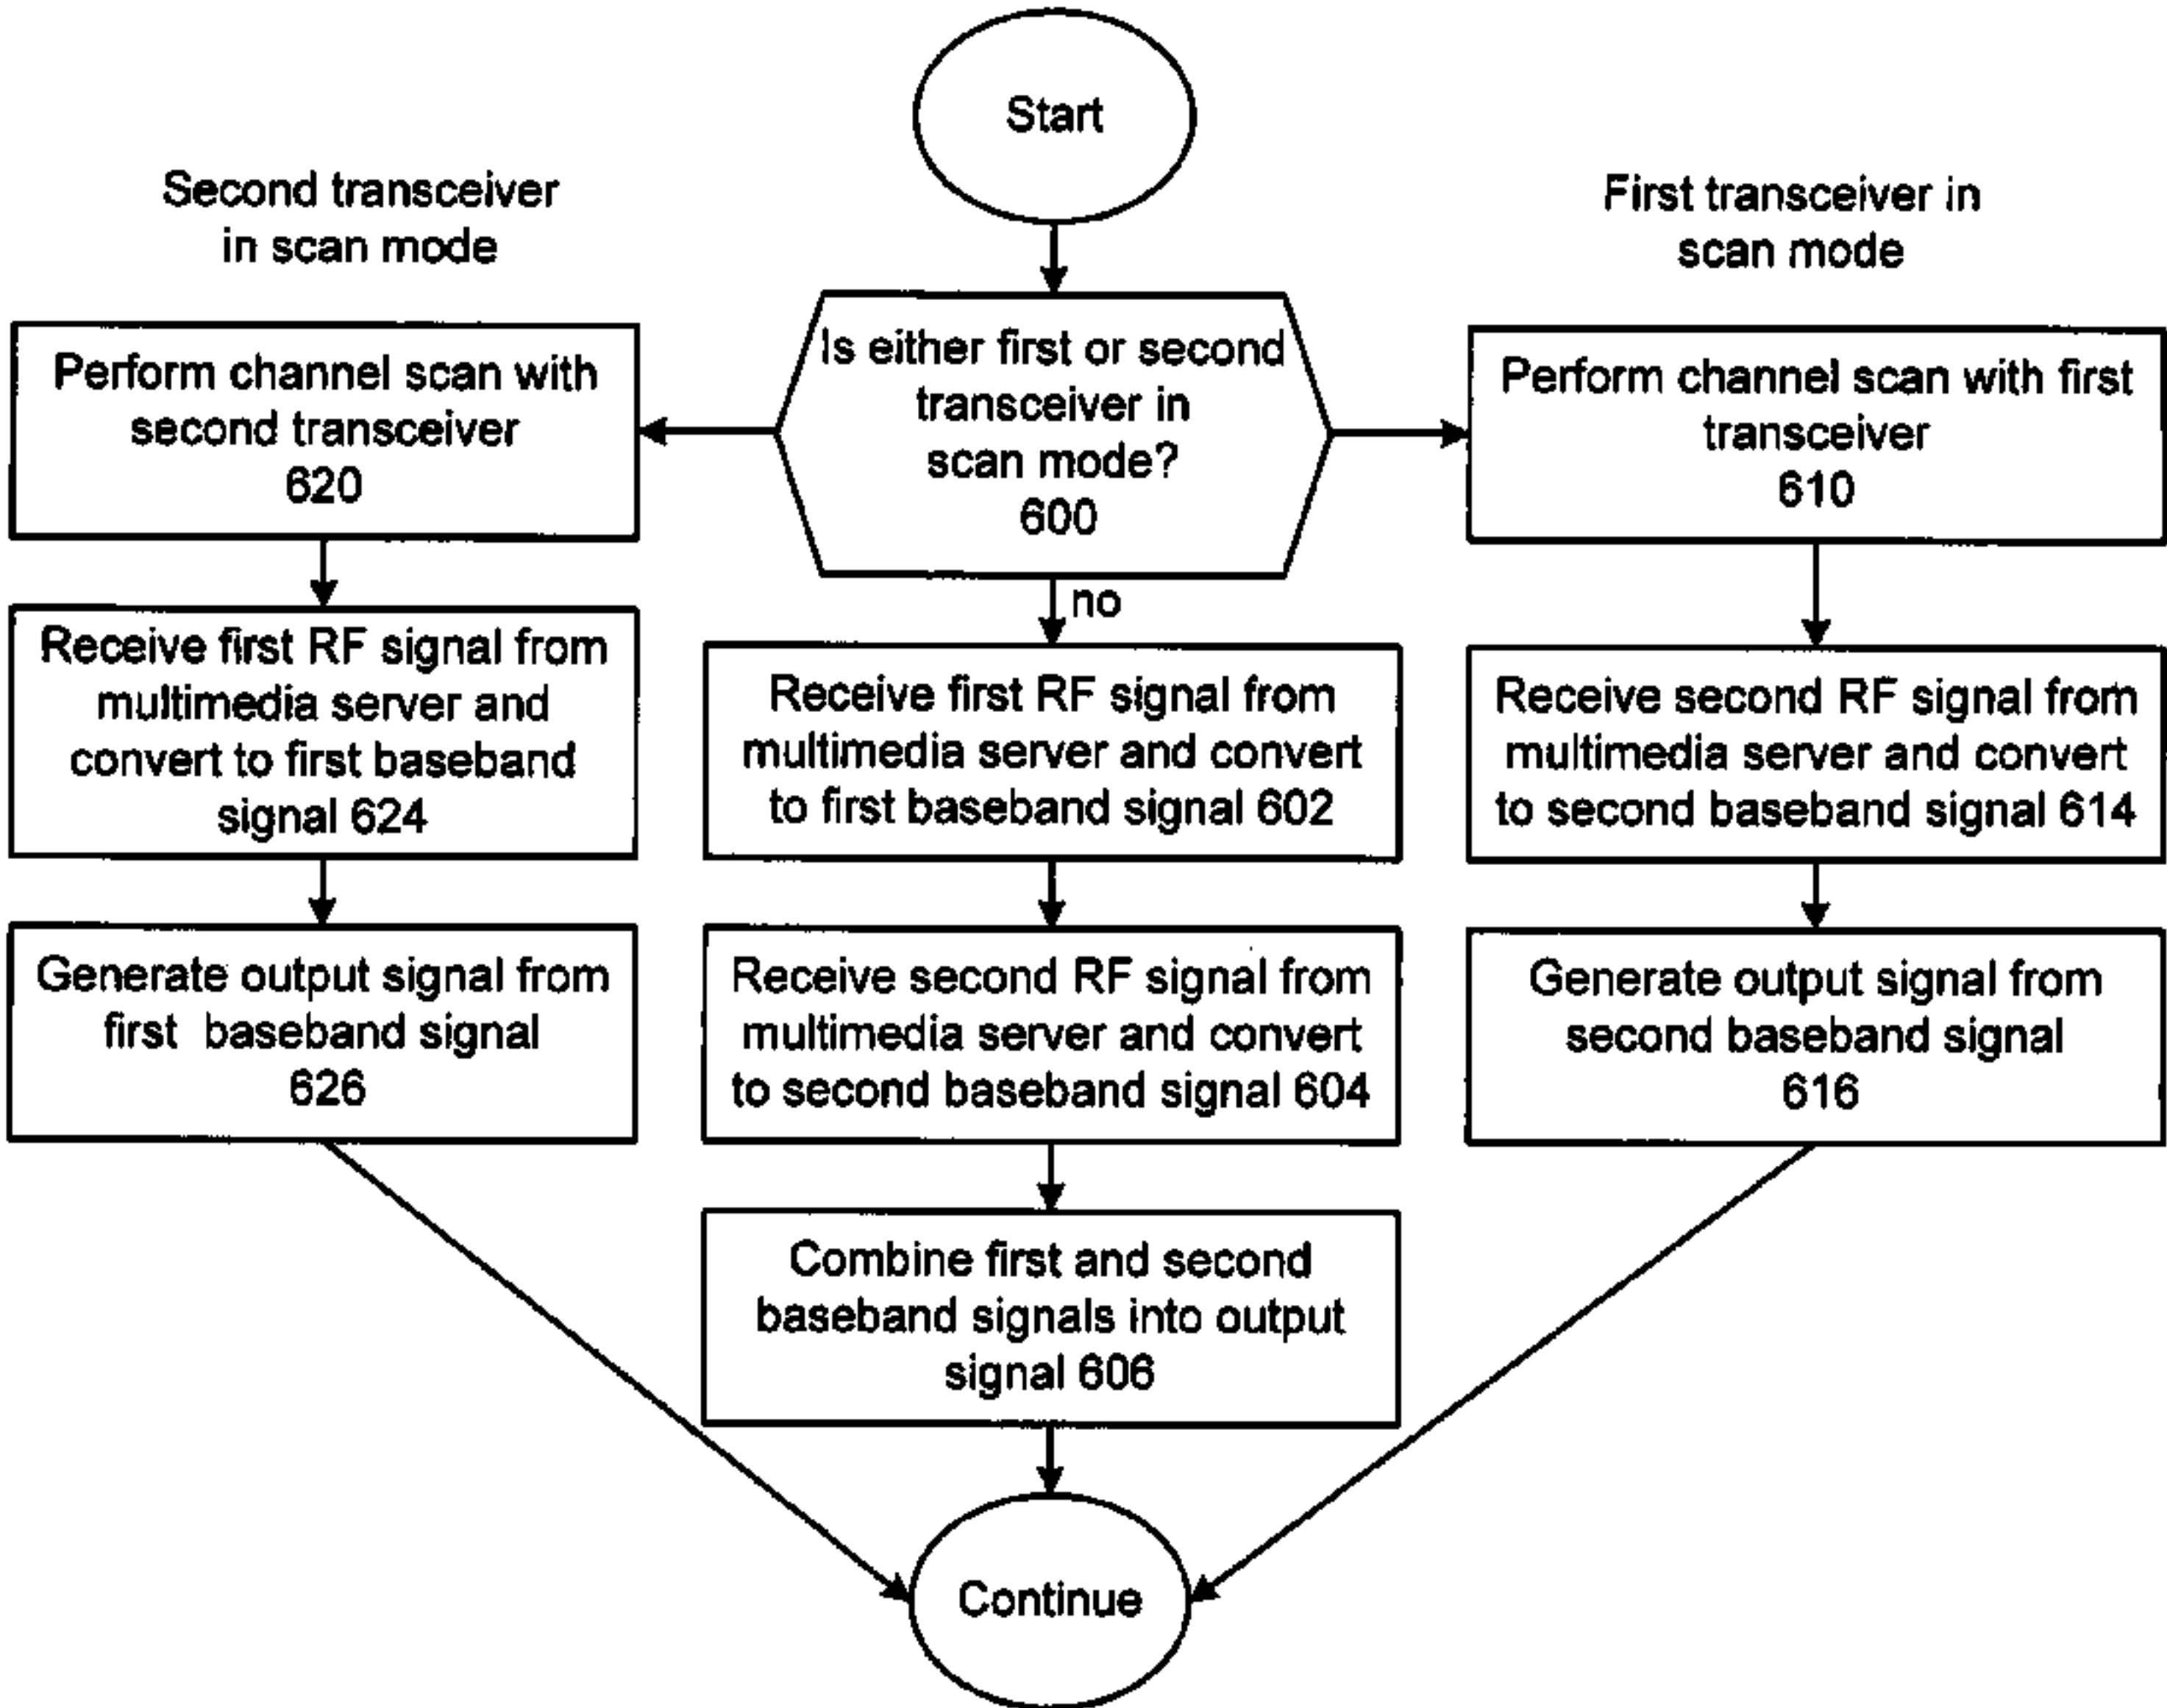 Start
Second transceiver
in scan mode
First transceiver in
scan mode
Is either first or second
transceiver in
scan mode?
600
Perform channel scan with
second transceiver
620
Perform channel scan with first
transceiver
610
no
Receive first RF signal from
multimedia server and
convert to first baseband
signal 624
Receive first RF signal from
multimedia server and convert
to first baseband signal 602
Receive second RF signal from
multimedia server and convert
to second baseband signal 614
Generate output signal from
first baseband signal
626
Receive second RF signal from
multimedia server and convert
to second baseband signal 604
Generate output signal from
second baseband signal
616
Combine first and second
baseband signals into output
signal 606
Continue